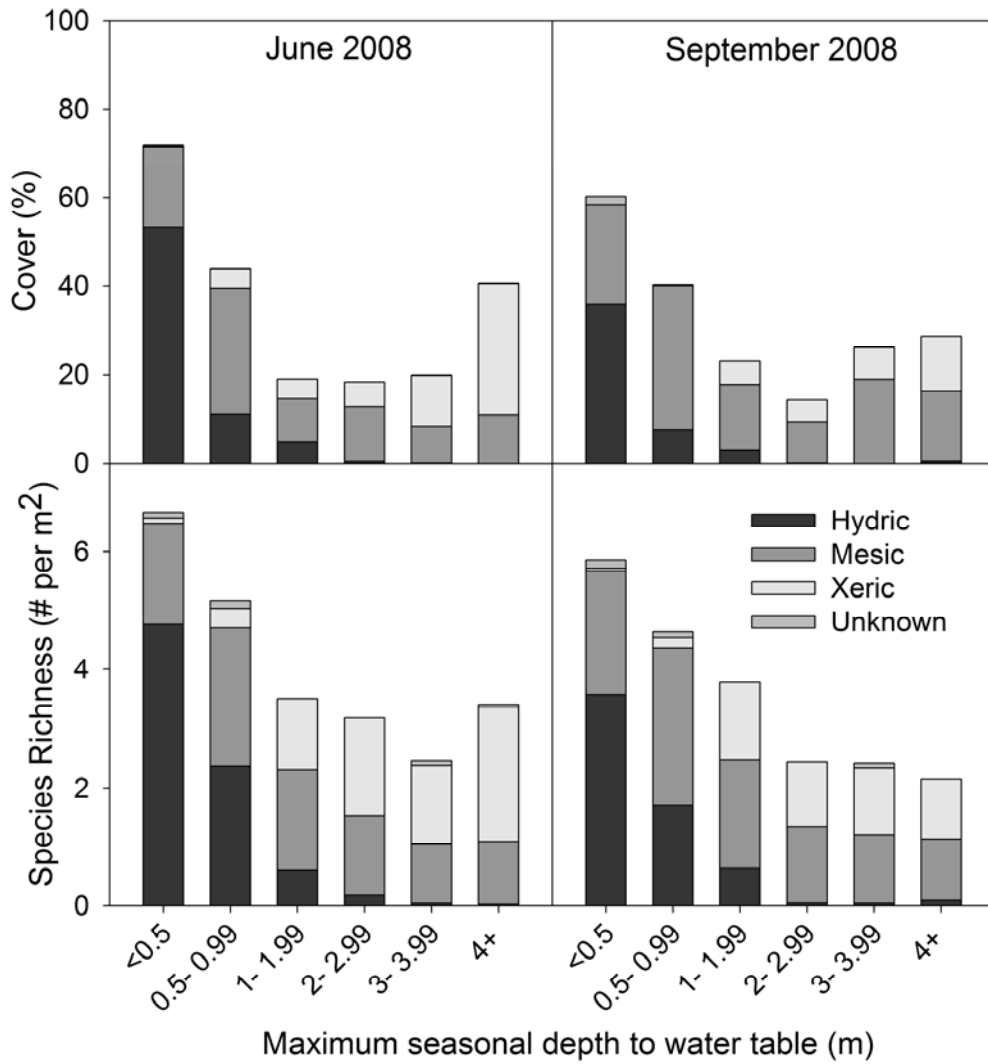 June 2008
September 2008
Cover (%)
100
80
60
40
20
0
Species Richness (# per m²)
6
4
2
0
Hydric
Mesic
Xeric
Unknown
<0.5
0.5- 0.99
1- 1.99
2- 2.99
3- 3.99
4+
<0.5
0.5- 0.99
1- 1.99
2- 2.99
3- 3.99
4+
Maximum seasonal depth to water table (m)